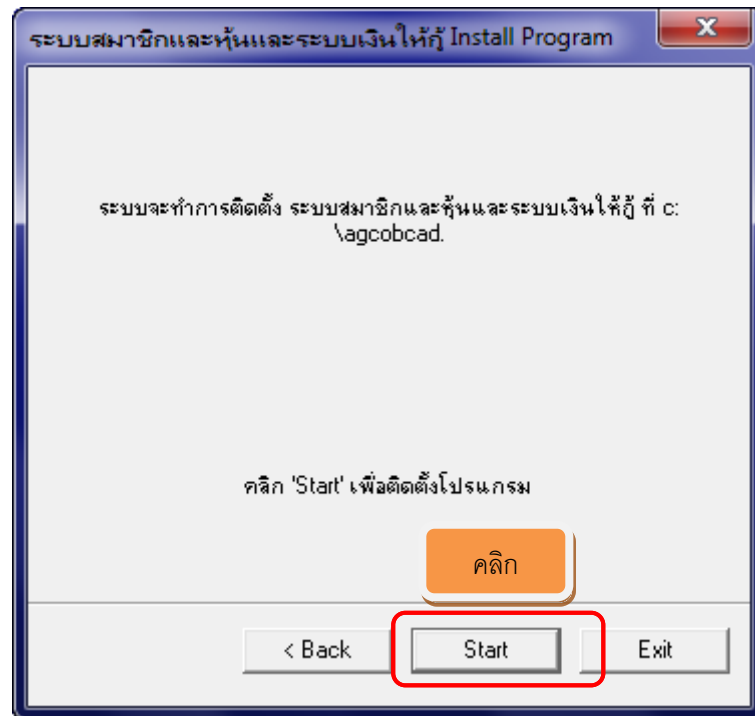 ระบบสมาชิกและหุ้นและระบบเงินให้กู้ Install Program
x
ระบบจะทำการติดตั้ง ระบบสมาชิกและหุ้นและระบบเงินให้กู้ ที่ c:
\agcobcad.
คลิก 'Start' เพื่อติดตั้งโปรแกรม
คลิก
< Back
Start
Exit